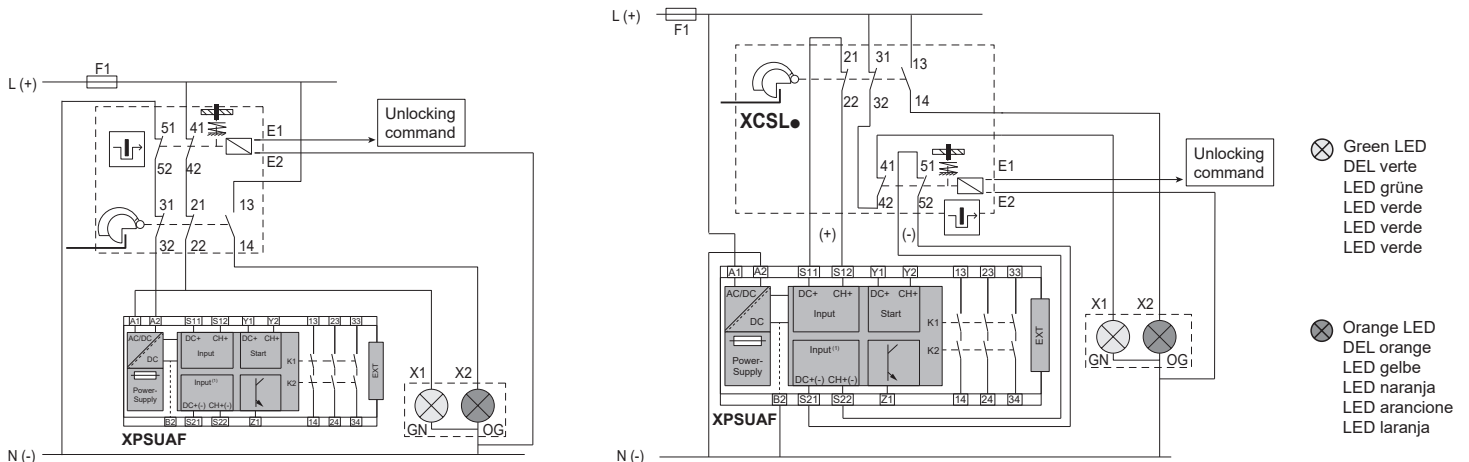 L (+)
F1
Unlocking
command
51 41
E1
E2
52 42
31 21 13
32 22 14
A1 A2 S11 S12 Y1 Y2 13 23 33
AC/DC DC+ CH+ DC+ CH+
DC Input Start K1
Power-
Supply
Input(1)
K2
EXT
DC+(-) CH+(-)
B2 S21 S22 Z1 14 24 34
XPSUAF
X1 X2
GN OG
N (-)
L (+)
F1
21 31 13
22 32 14
XCSL●
Unlocking
command
41 51
E1
E2
42 52
(+) (-)
A1 A2 S11 S12 Y1 Y2 13 23 33
AC/DC DC+ CH+ DC+ CH+
DC Input Start K1
Power-
Supply
Input(1)
K2
EXT
DC+(-) CH+(-)
B2 S21 S22 Z1 14 24 34
XPSUAF
X1 X2
GN OG
N (-)
Green LED
DEL verte
LED grüne
LED verde
LED verde
LED verde
Orange LED
DEL orange
LED gelbe
LED naranja
LED arancione
LED laranja